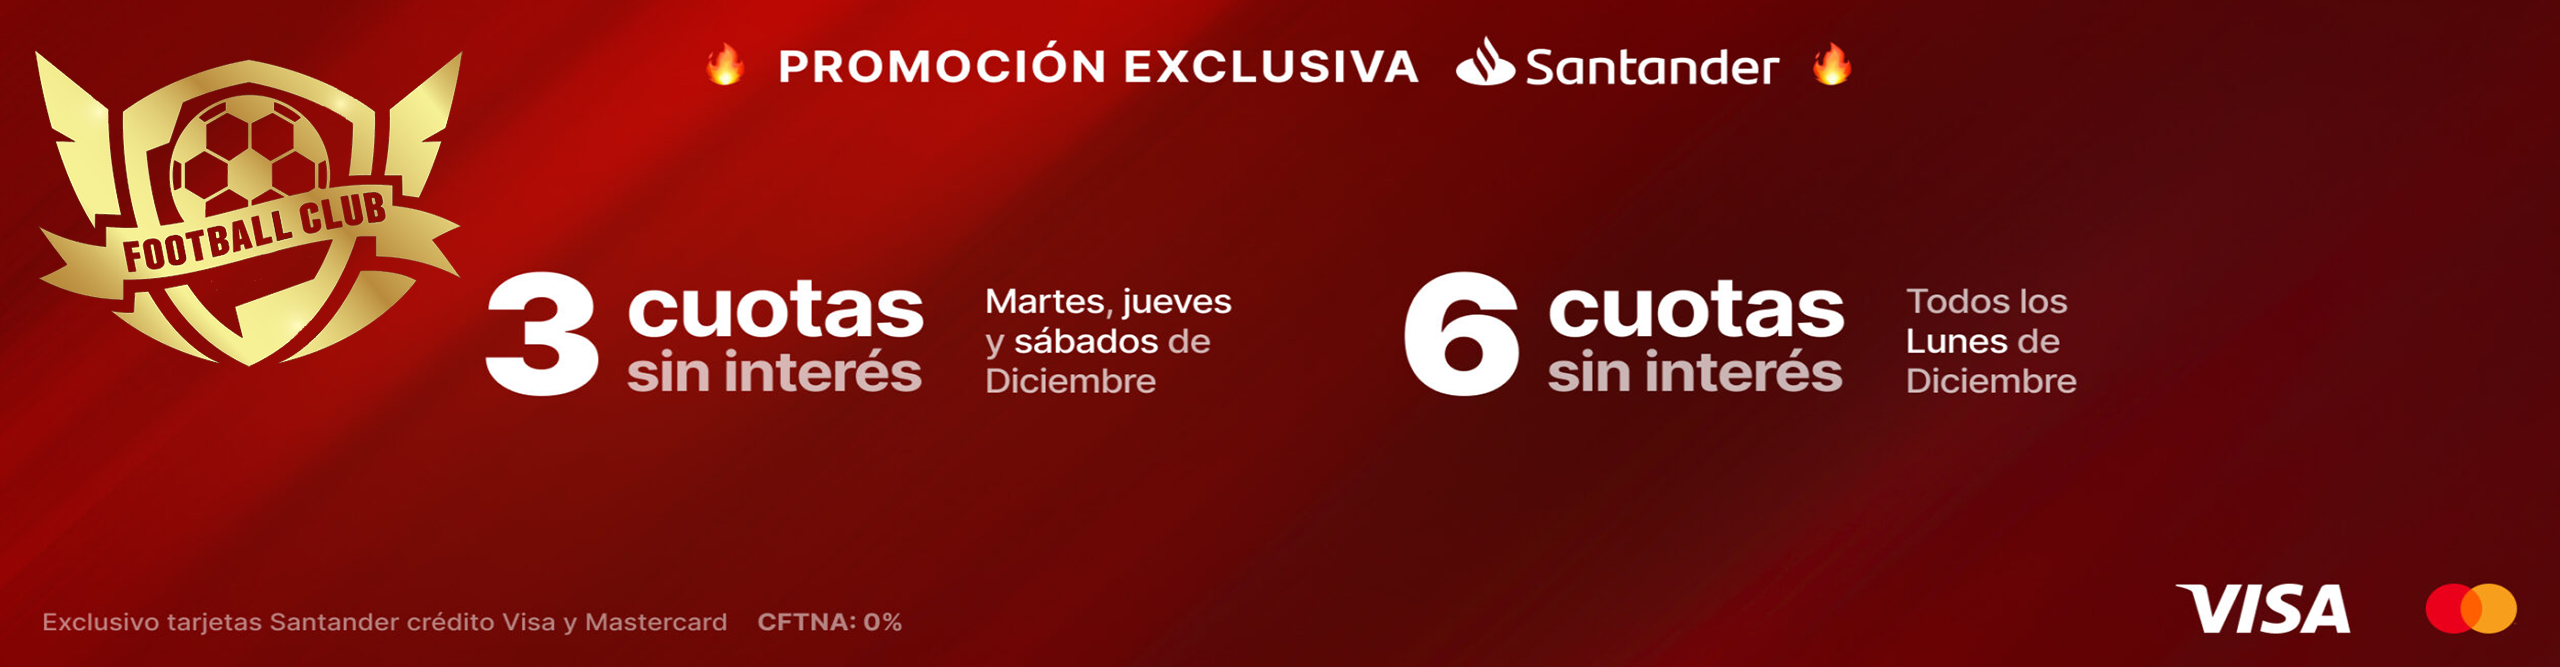 🔥 PROMOCIÓN EXCLUSIVA Santander 🔥
FOOTBALL CLUB
3 cuotas
sin interés
Martes, jueves
y sábados de
Diciembre
6 cuotas
sin interés
Todos los
Lunes de
Diciembre
Exclusivo tarjetas Santander crédito Visa y Mastercard CFTNA: 0%
VISA